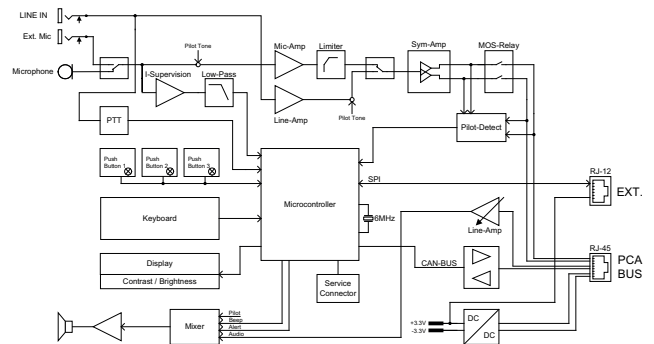 LINE IN
Ext. Mic
Microphone
Pilot Tone
Mic-Amp
Limiter
Sym-Amp
MOS-Relay
I-Supervision
Low-Pass
Line-Amp
Pilot Tone
PTT
Pilot-Detect
Push
Button 1
Push
Button 2
Push
Button 3
SPI
RJ-12
EXT.
Microcontroller
Keyboard
6MHz
Line-Amp
RJ-45
Display
CAN-BUS
PCA
BUS
Contrast / Brightness
Service
Connector
Mixer
Pilot
Beep
Alert
Audio
+3.3V
-3.3V
DC
DC